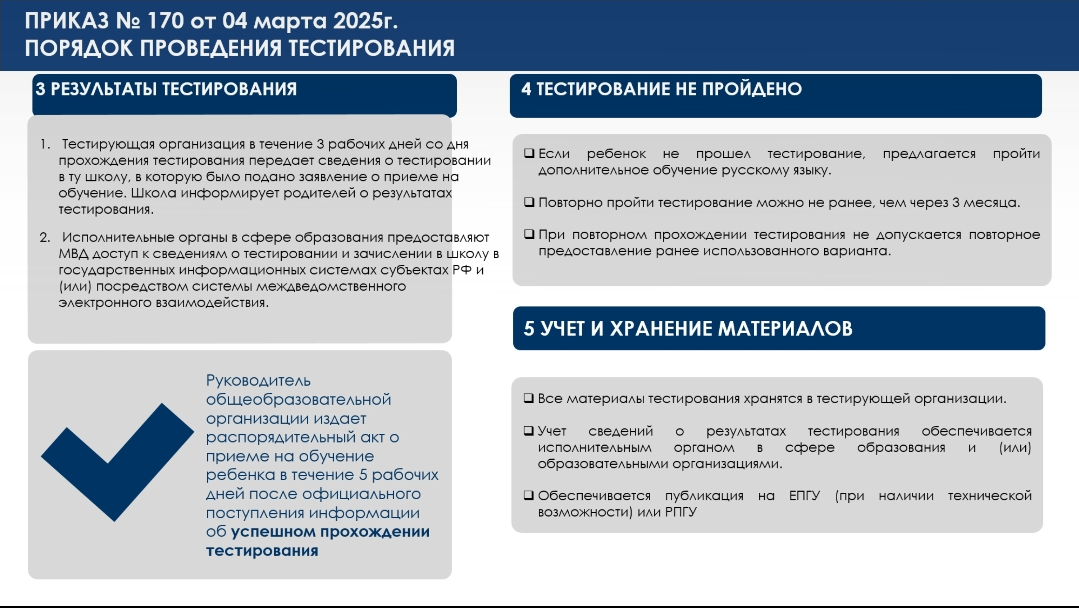 ПРИКАЗ № 170 от 04 марта 2025г.
ПОРЯДОК ПРОВЕДЕНИЯ ТЕСТИРОВАНИЯ
3 РЕЗУЛЬТАТЫ ТЕСТИРОВАНИЯ
1. Тестирующая организация в течение 3 рабочих дней со дня
прохождения тестирования передает сведения о тестировании
в ту школу, в которую было подано заявление о приеме на
обучение. Школа информирует родителей о результатах
тестирования.
2. Исполнительные органы в сфере образования предоставляют
МВД доступ к сведениям о тестировании и зачислении в школу в
государственных информационных системах субъектах РФ и
(или) посредством системы междведомственного
электронного взаимодействия.
Руководитель
общеобразовательной
организации издает
распорядительный акт о
приеме на обучение
ребенка в течение 5 рабочих
дней после официального
поступления информации
об успешном прохождении
тестирования
4 ТЕСТИРОВАНИЕ НЕ ПРОЙДЕНО
❑ Если ребенок не прошел тестирование, предлагается пройти
дополнительное обучение русскому языку.
❑ Повторно пройти тестирование можно не ранее, чем через 3 месяца.
❑ При повторном прохождении тестирования не допускается повторное
предоставление ранее использованного варианта.
5 УЧЕТ И ХРАНЕНИЕ МАТЕРИАЛОВ
❑ Все материалы тестирования хранятся в тестирующей организации.
❑ Учет сведений о результатах тестирования обеспечивается
исполнительным органом в сфере образования и (или)
образовательными организациями.
❑ Обеспечивается публикация на ЕПГУ (при наличии технической
возможности) или РПГУ